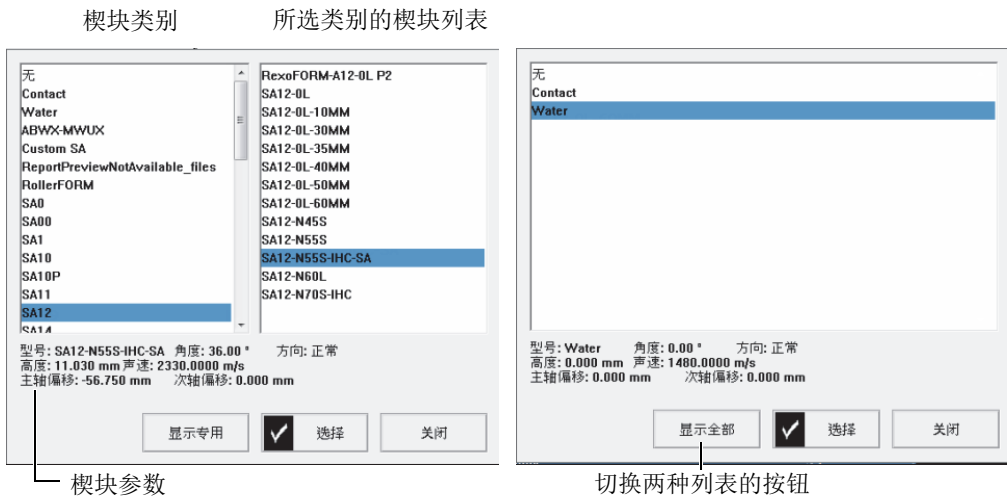 楔块类别
所选类别的楔块列表
无
Contact
Water
ABWX-MWUX
Custom SA
ReportPreviewNotAvailable_files
RollerFORM
SA0
SA00
SA1
SA10
SA10P
SA11
SA12
SA14
RexoFORM-A12-0L P2
SA12-0L
SA12-0L-10MM
SA12-0L-30MM
SA12-0L-35MM
SA12-0L-40MM
SA12-0L-50MM
SA12-0L-60MM
SA12-N45S
SA12-N55S
SA12-N55S-IHC-SA
SA12-N60L
SA12-N70S-IHC
型号: SA12-N55S-IHC-SA 角度: 36.00 ° 方向: 正常
高度: 11.030 mm 声速: 2330.0000 m/s
主轴偏移: -56.750 mm 次轴偏移: 0.000 mm
显示专用
选择
关闭
楔块参数
无
Contact
Water
型号: Water 角度: 0.00 ° 方向: 正常
高度: 0.000 mm 声速: 1480.0000 m/s
主轴偏移: 0.000 mm 次轴偏移: 0.000 mm
显示全部
选择
关闭
切换两种列表的按钮